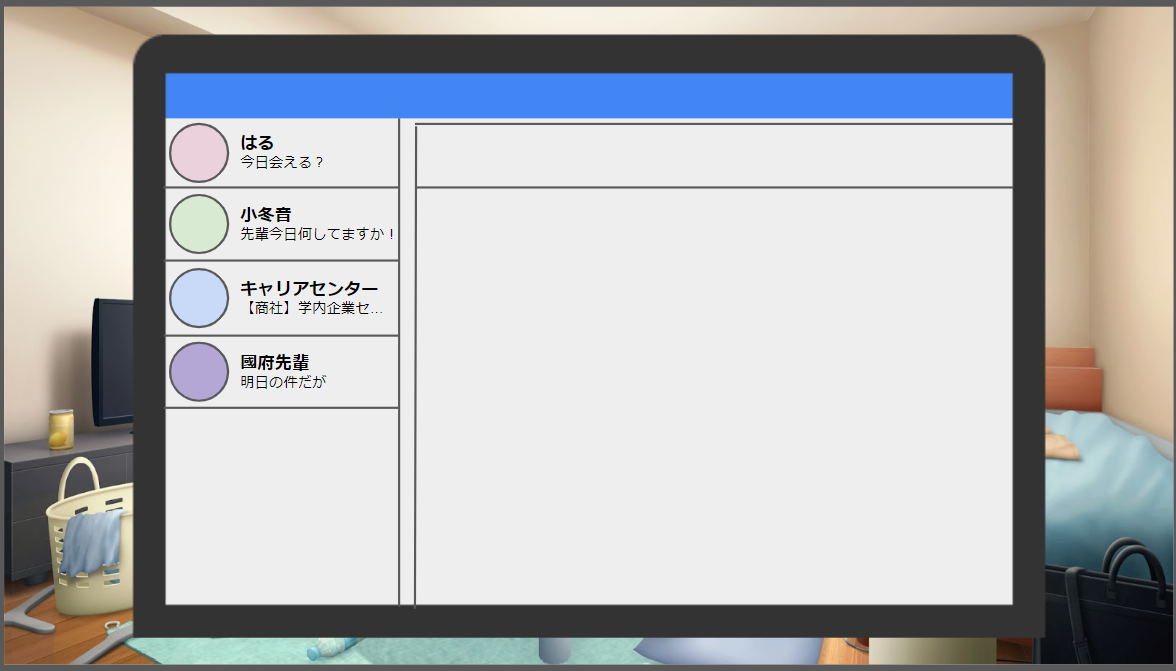 はる
今日会える？
小冬音
先輩今日何してますか！
キャリアセンター
【商社】学内企業セ...
國府先輩
明日の件だが